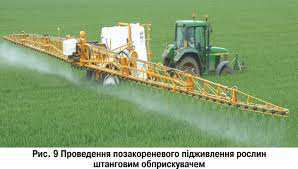 Рис. 9 Проведення позакореневого підживлення рослин
штанговим обприскувачем